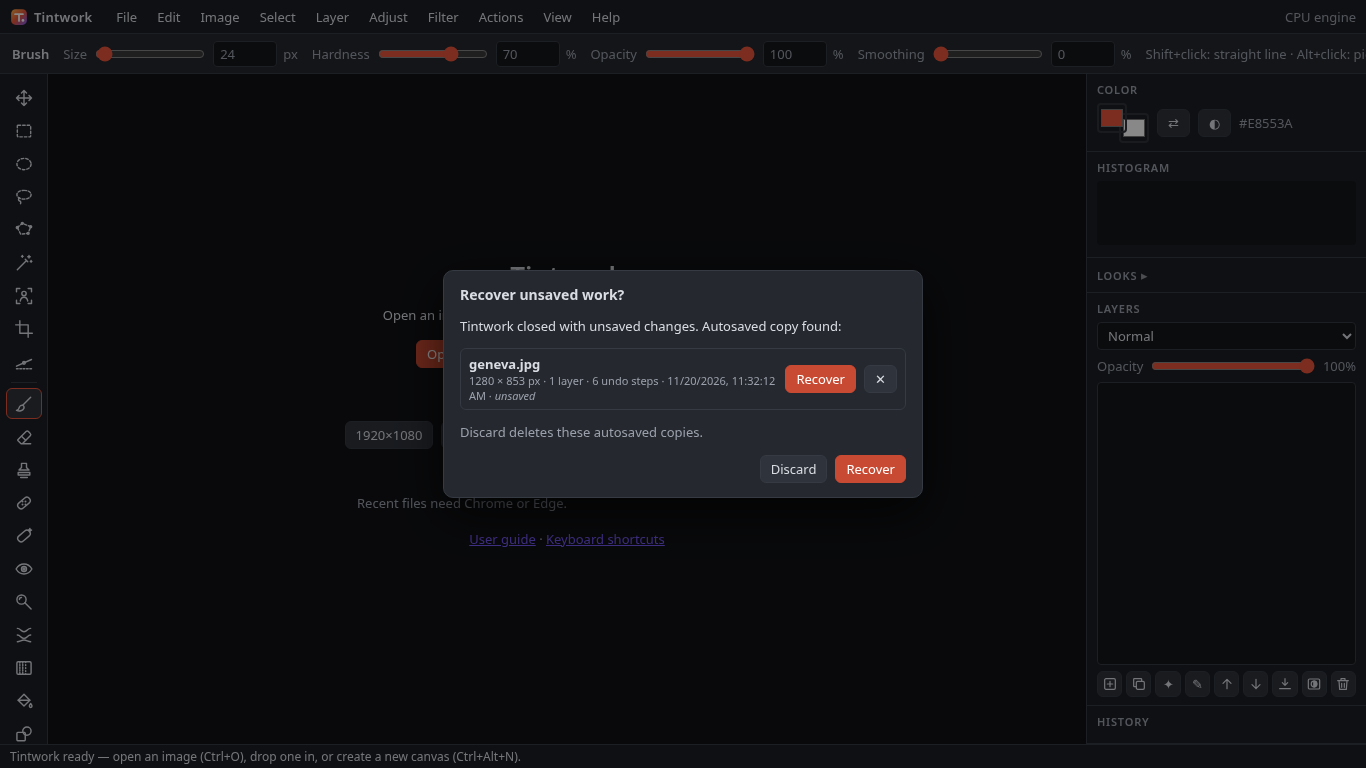 Tintwork File Edit Image Select Layer Adjust Filter Actions View Help CPU engine
Brush Size 24 px Hardness 70 % Opacity 100 % Smoothing 0 % Shift+click: straight line · Alt+click:
COLOR
#E8553A
HISTOGRAM
LOOKS ▸
LAYERS
Normal
Opacity 100%
HISTORY
Open an
1920×1080
Recent files need Chrome or Edge.
User guide · Keyboard shortcuts
Recover unsaved work?
Tintwork closed with unsaved changes. Autosaved copy found:
geneva.jpg
1280 × 853 px · 1 layer · 6 undo steps · 11/20/2026, 11:32:12
AM · unsaved
Recover ✕
Discard deletes these autosaved copies.
Discard Recover
Tintwork ready — open an image (Ctrl+O), drop one in, or create a new canvas (Ctrl+Alt+N).